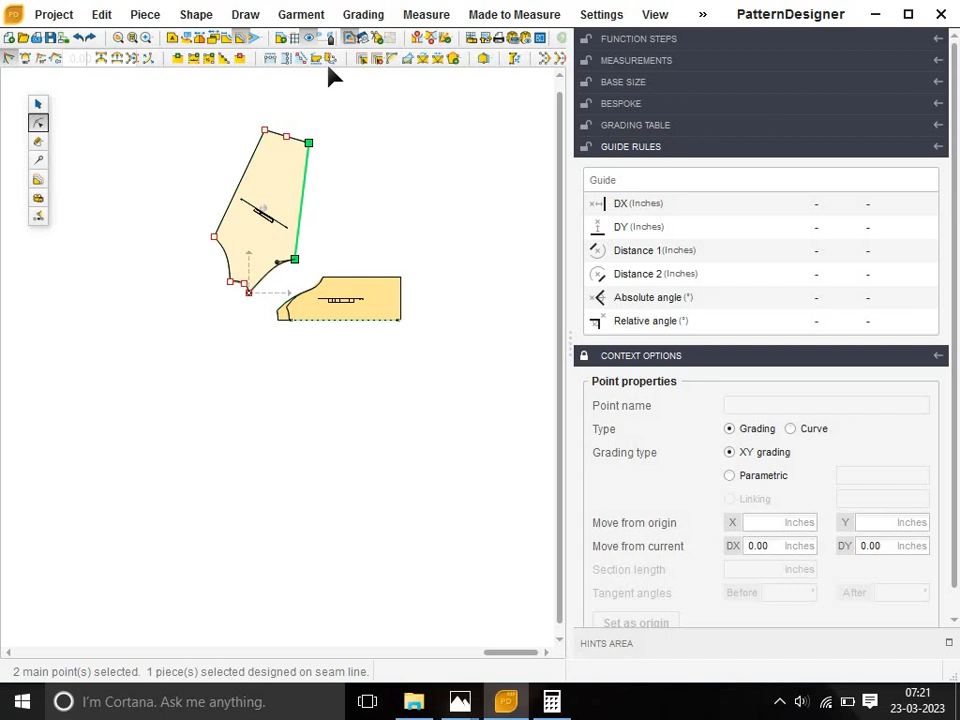 Project Edit Piece Shape Draw Garment Grading Measure Made to Measure Settings View » PatternDesigner
FUNCTION STEPS
MEASUREMENTS
BASE SIZE
BESPOKE
GRADING TABLE
GUIDE RULES
Guide
DX (Inches) - -
DY (Inches) - -
Distance 1(Inches) - -
Distance 2 (Inches) - -
Absolute angle (°) - -
Relative angle (°) - -
CONTEXT OPTIONS
Point properties
Point name
Type Grading Curve
Grading type XY grading
Parametric
Linking
Move from origin X Inches Y Inches
Move from current DX 0.00 Inches DY 0.00 Inches
Section length Inches
Tangent angles Before ° After °
Set as origin
HINTS AREA
2 main point(s) selected. 1 piece(s) selected designed on seam line.
I'm Cortana. Ask me anything.
07:21
23-03-2023